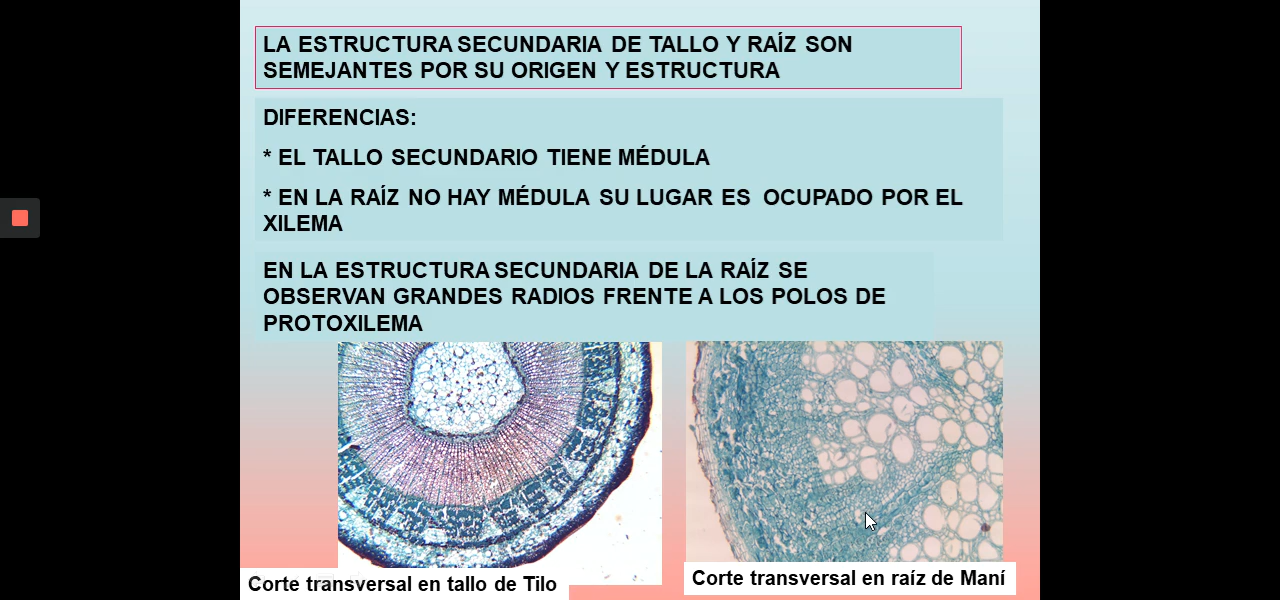 LA ESTRUCTURA SECUNDARIA DE TALLO Y RAÍZ SON
SEMEJANTES POR SU ORIGEN Y ESTRUCTURA
DIFERENCIAS:
* EL TALLO SECUNDARIO TIENE MÉDULA
* EN LA RAÍZ NO HAY MÉDULA SU LUGAR ES OCUPADO POR EL
XILEMA
EN LA ESTRUCTURA SECUNDARIA DE LA RAÍZ SE
OBSERVAN GRANDES RADIOS FRENTE A LOS POLOS DE
PROTOXILEMA
Corte transversal en tallo de Tilo
Corte transversal en raíz de Maní